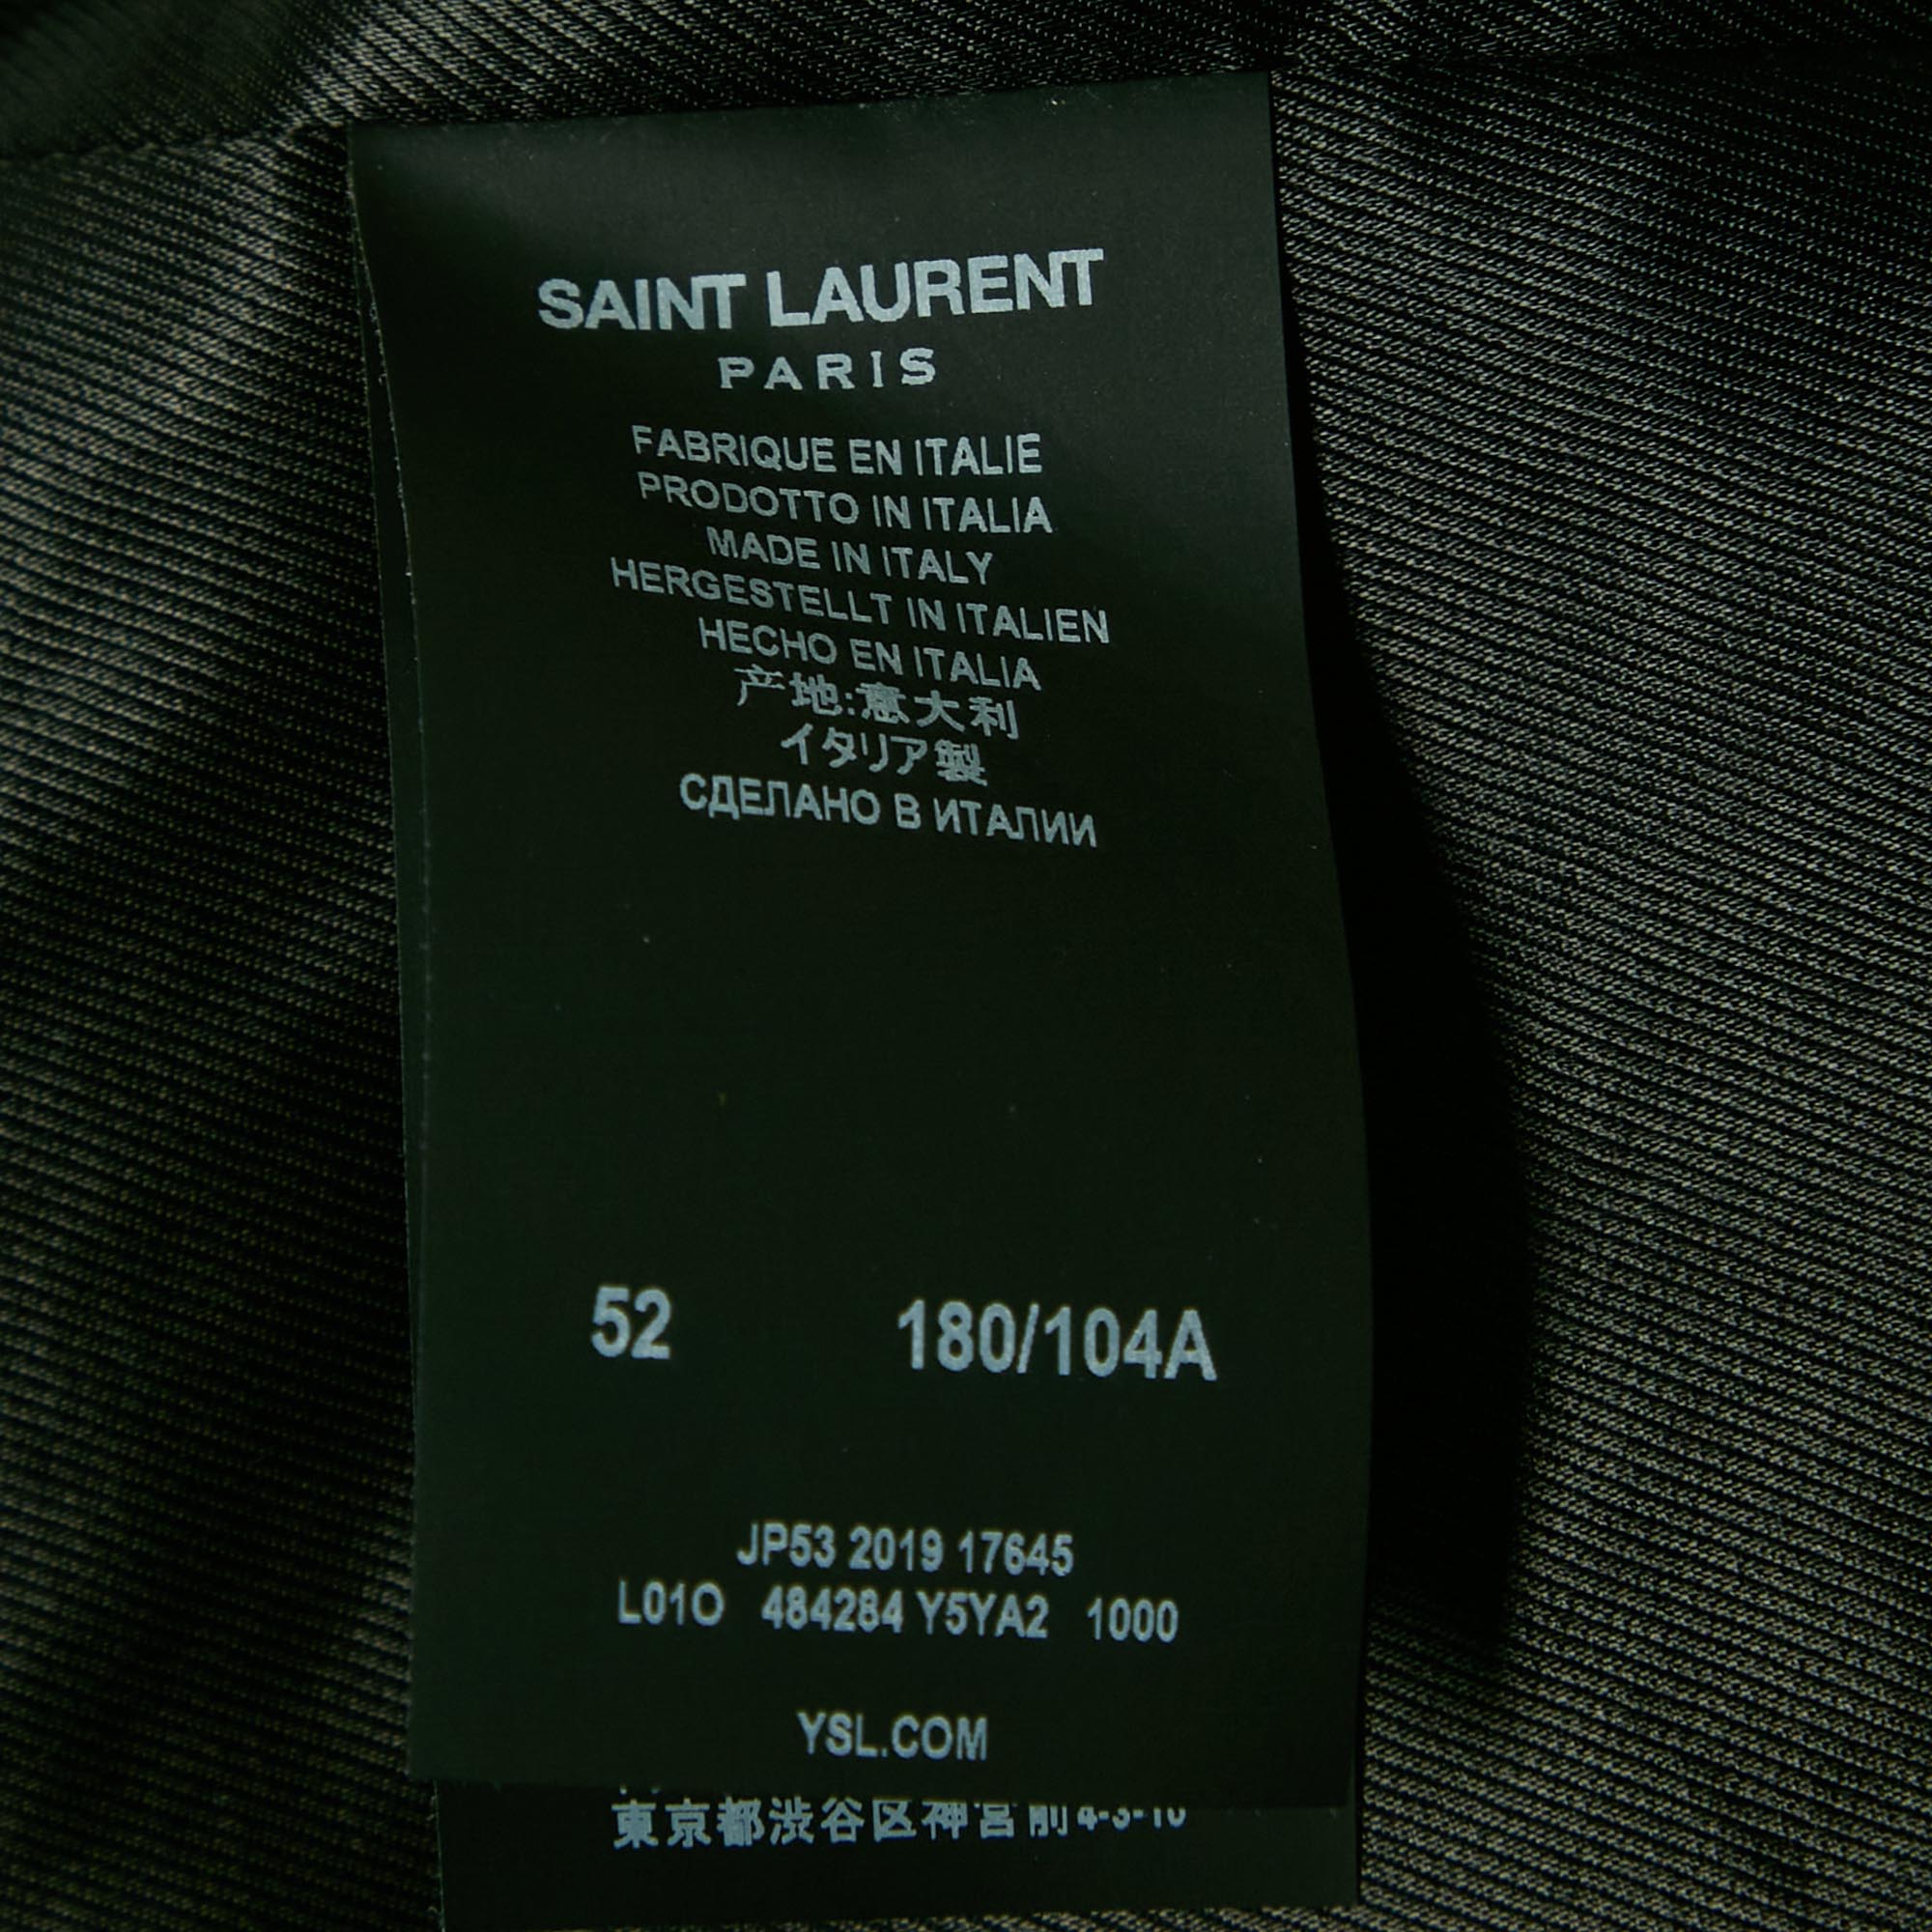 SAINT LAURENT
PARIS
FABRIQUE EN ITALIE
PRODOTTO IN ITALIA
MADE IN ITALY
HERGESTELLT IN ITALIEN
HECHO EN ITALIA
产地:意大利
イタリア製
СДЕЛАНО В ИТАЛИИ
52 180/104A
JP53 2019 17645
L01O 484284 Y5YA2 1000
YSL.COM
東京都渋谷区神宮前4-3-10